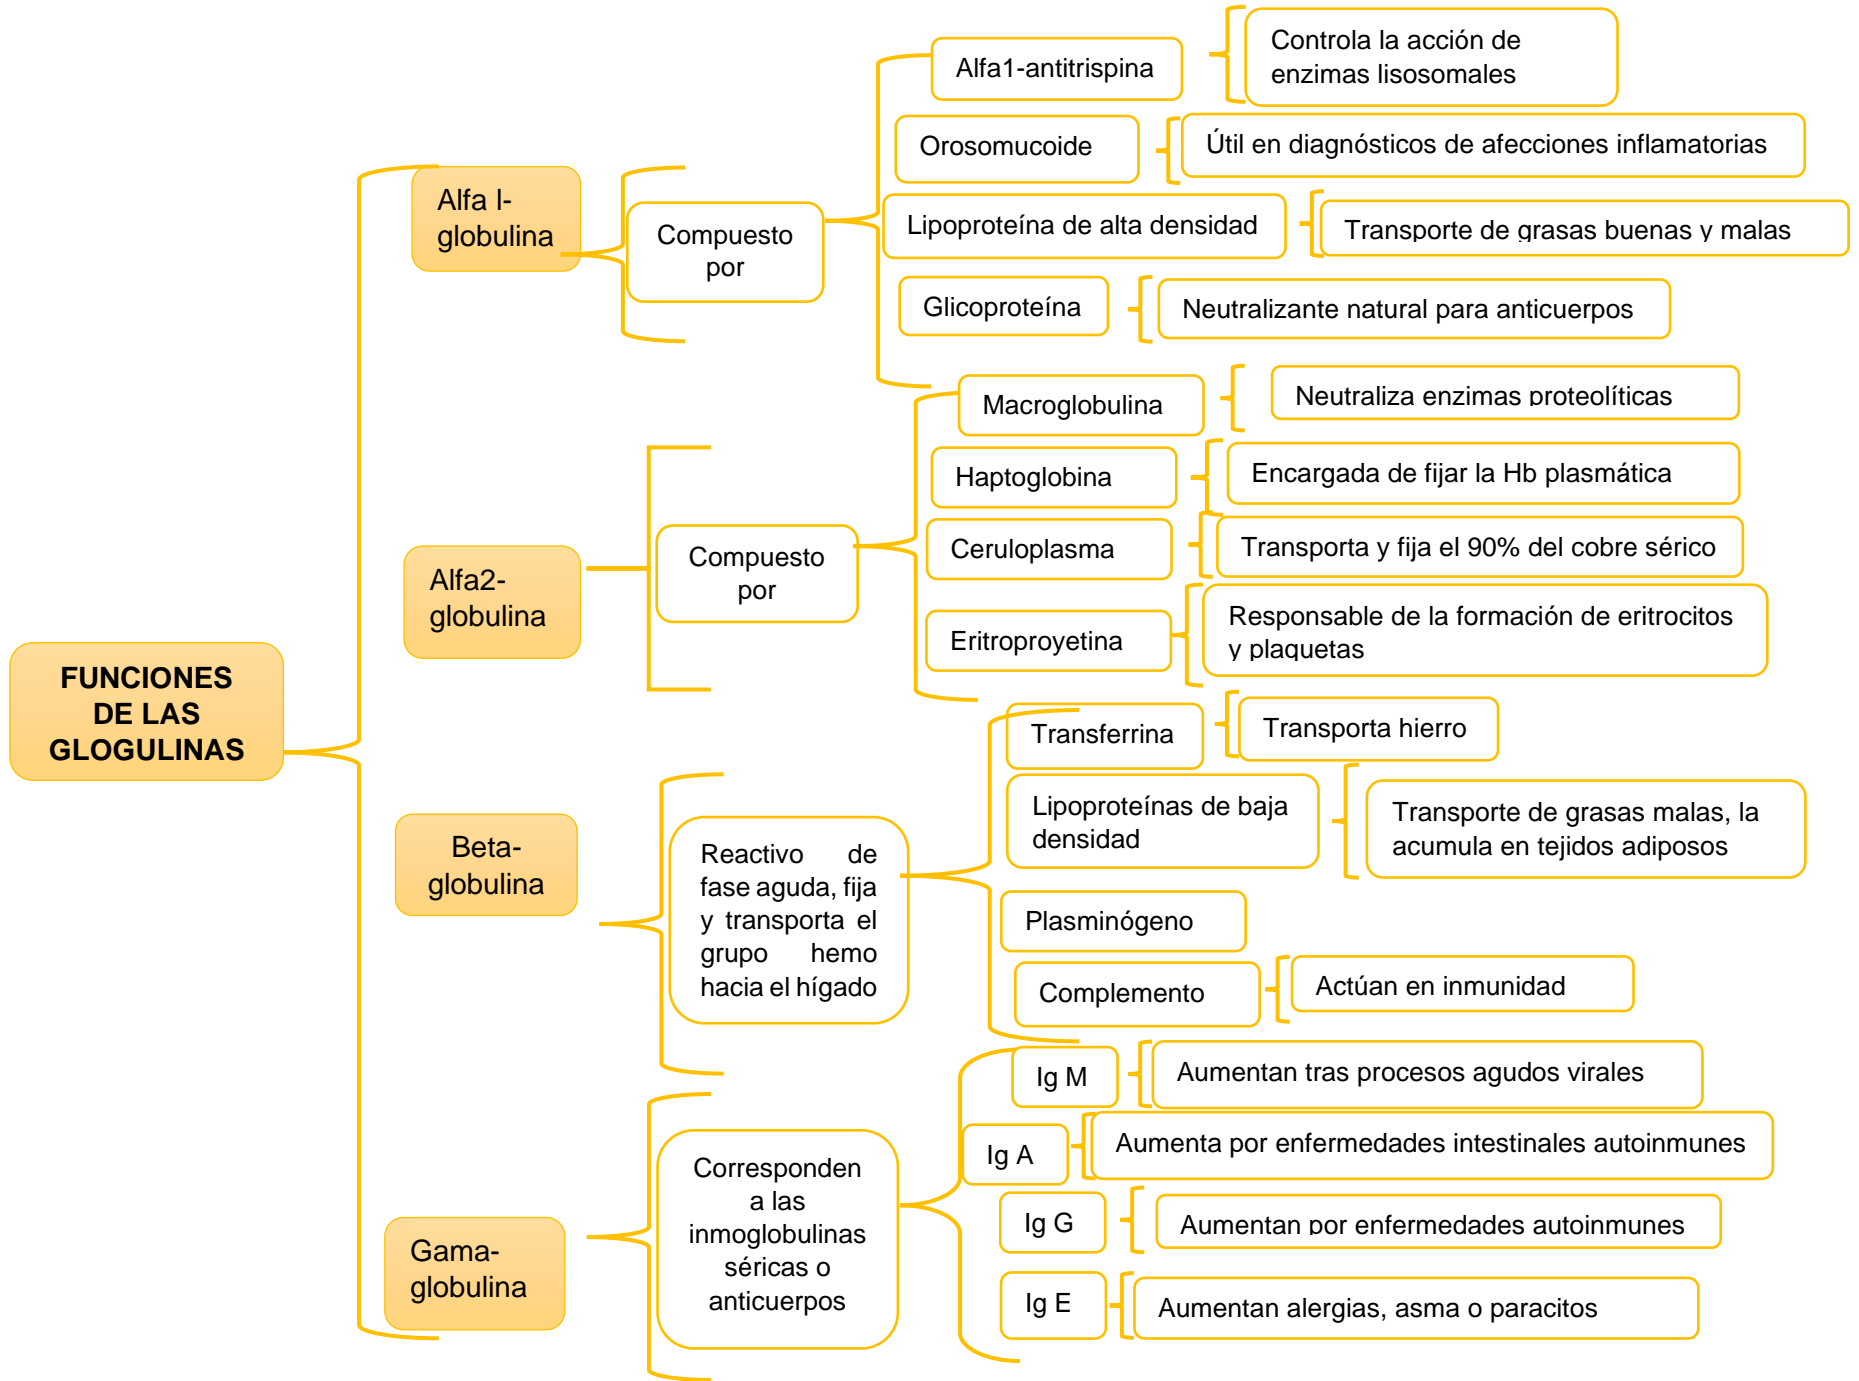 FUNCIONES
DE LAS
GLOGULINAS
Alfa I-
globulina
Compuesto
por
Alfa1-antitrispina
Controla la acción de
enzimas lisosomales
Orosomucoide
Útil en diagnósticos de afecciones inflamatorias
Lipoproteína de alta densidad
Transporte de grasas buenas y malas
Glicoproteína
Neutralizante natural para anticuerpos
Alfa2-
globulina
Compuesto
por
Macroglobulina
Neutraliza enzimas proteolíticas
Haptoglobina
Encargada de fijar la Hb plasmática
Ceruloplasma
Transporta y fija el 90% del cobre sérico
Eritroproyetina
Responsable de la formación de eritrocitos
y plaquetas
Beta-
globulina
Reactivo de
fase aguda, fija
y transporta el
grupo hemo
hacia el hígado
Transferrina
Transporta hierro
Lipoproteínas de baja
densidad
Transporte de grasas malas, la
acumula en tejidos adiposos
Plasminógeno
Complemento
Actúan en inmunidad
Gama-
globulina
Corresponden
a las
inmoglobulinas
séricas o
anticuerpos
Ig M
Aumentan tras procesos agudos virales
Ig A
Aumenta por enfermedades intestinales autoinmunes
Ig G
Aumentan por enfermedades autoinmunes
Ig E
Aumentan alergias, asma o paracitos